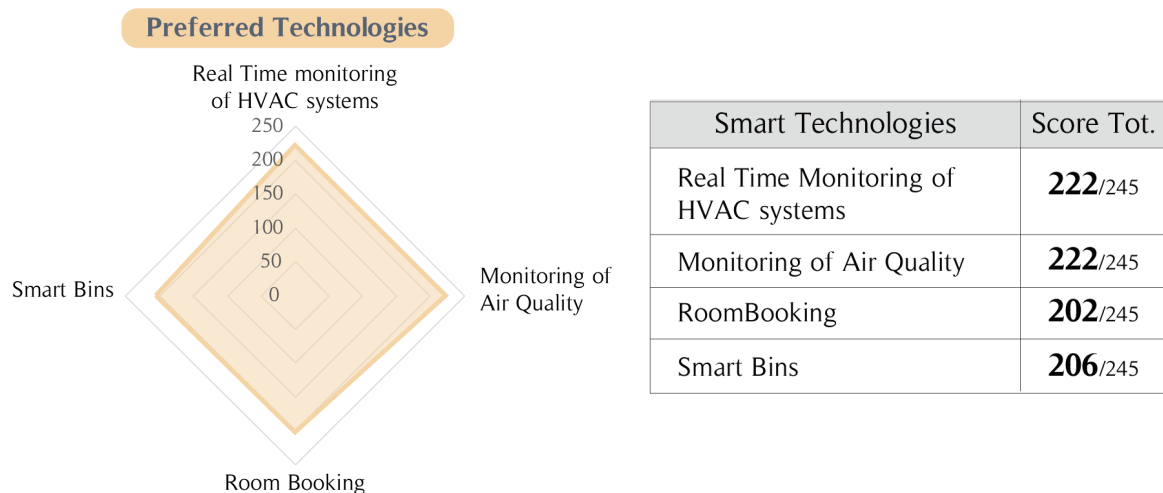 Preferred Technologies
Real Time monitoring
of HVAC systems
250
200
150
100
50
0
Smart Bins
Monitoring of
Air Quality
Room Booking
Smart Technologies Score Tot.
Real Time Monitoring of
HVAC systems
222/245
Monitoring of Air Quality 222/245
RoomBooking 202/245
Smart Bins 206/245